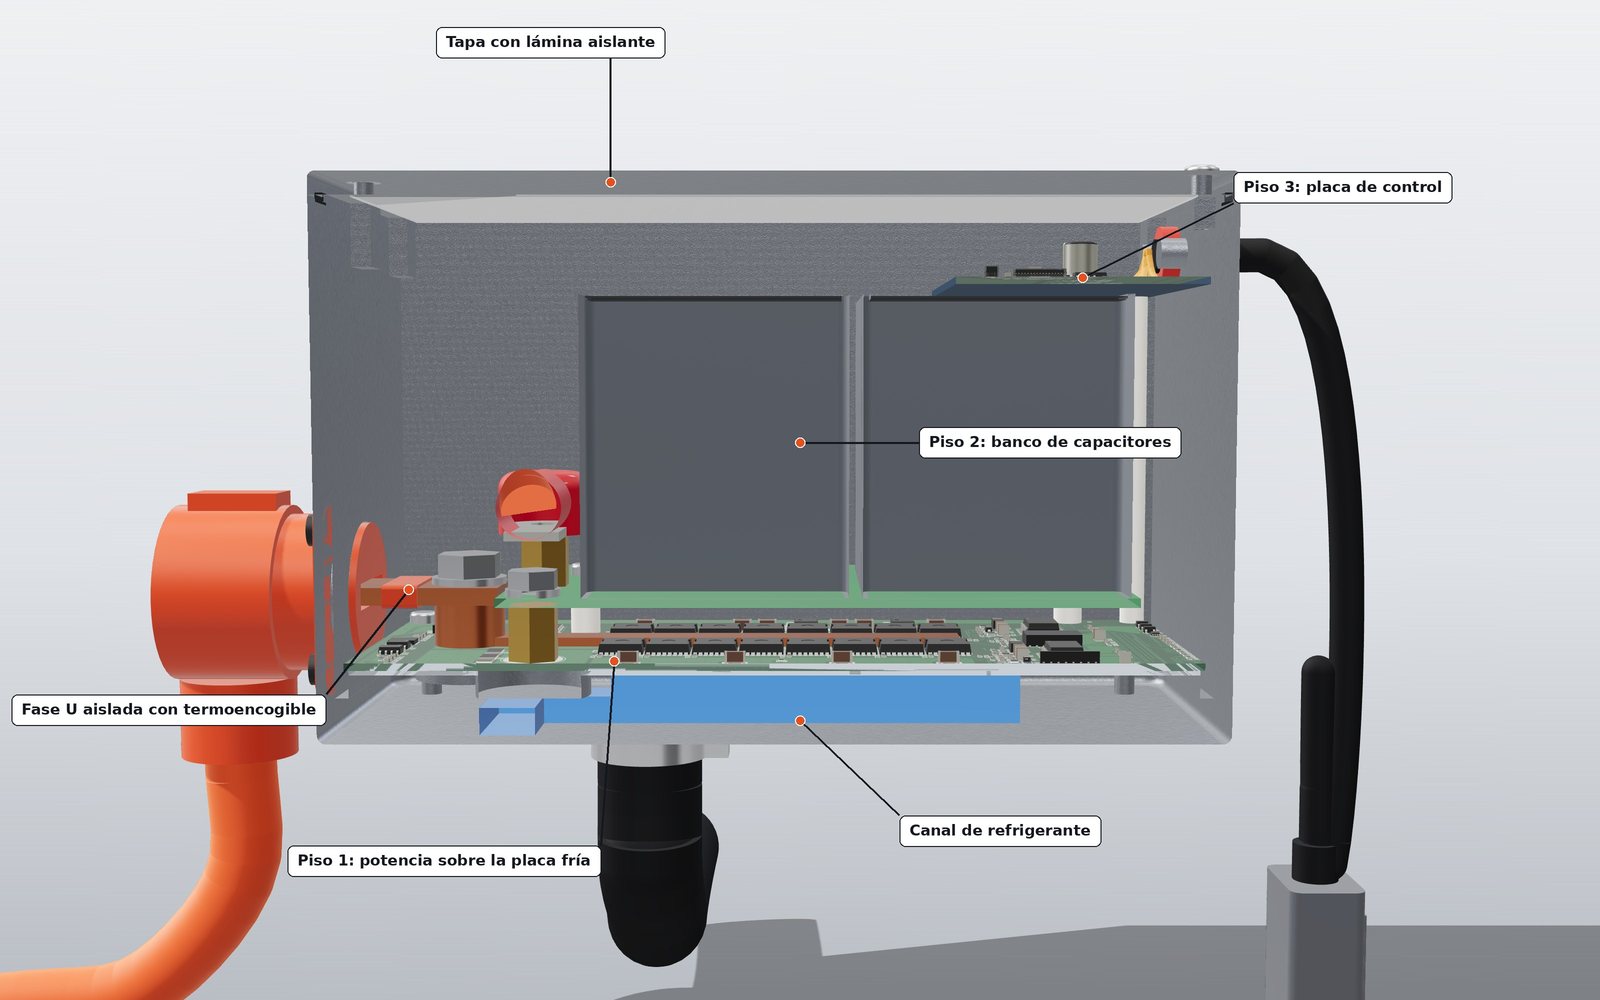 Tapa con lámina aislante
Piso 3: placa de control
Piso 2: banco de capacitores
Fase U aislada con termoencogible
Canal de refrigerante
Piso 1: potencia sobre la placa fría